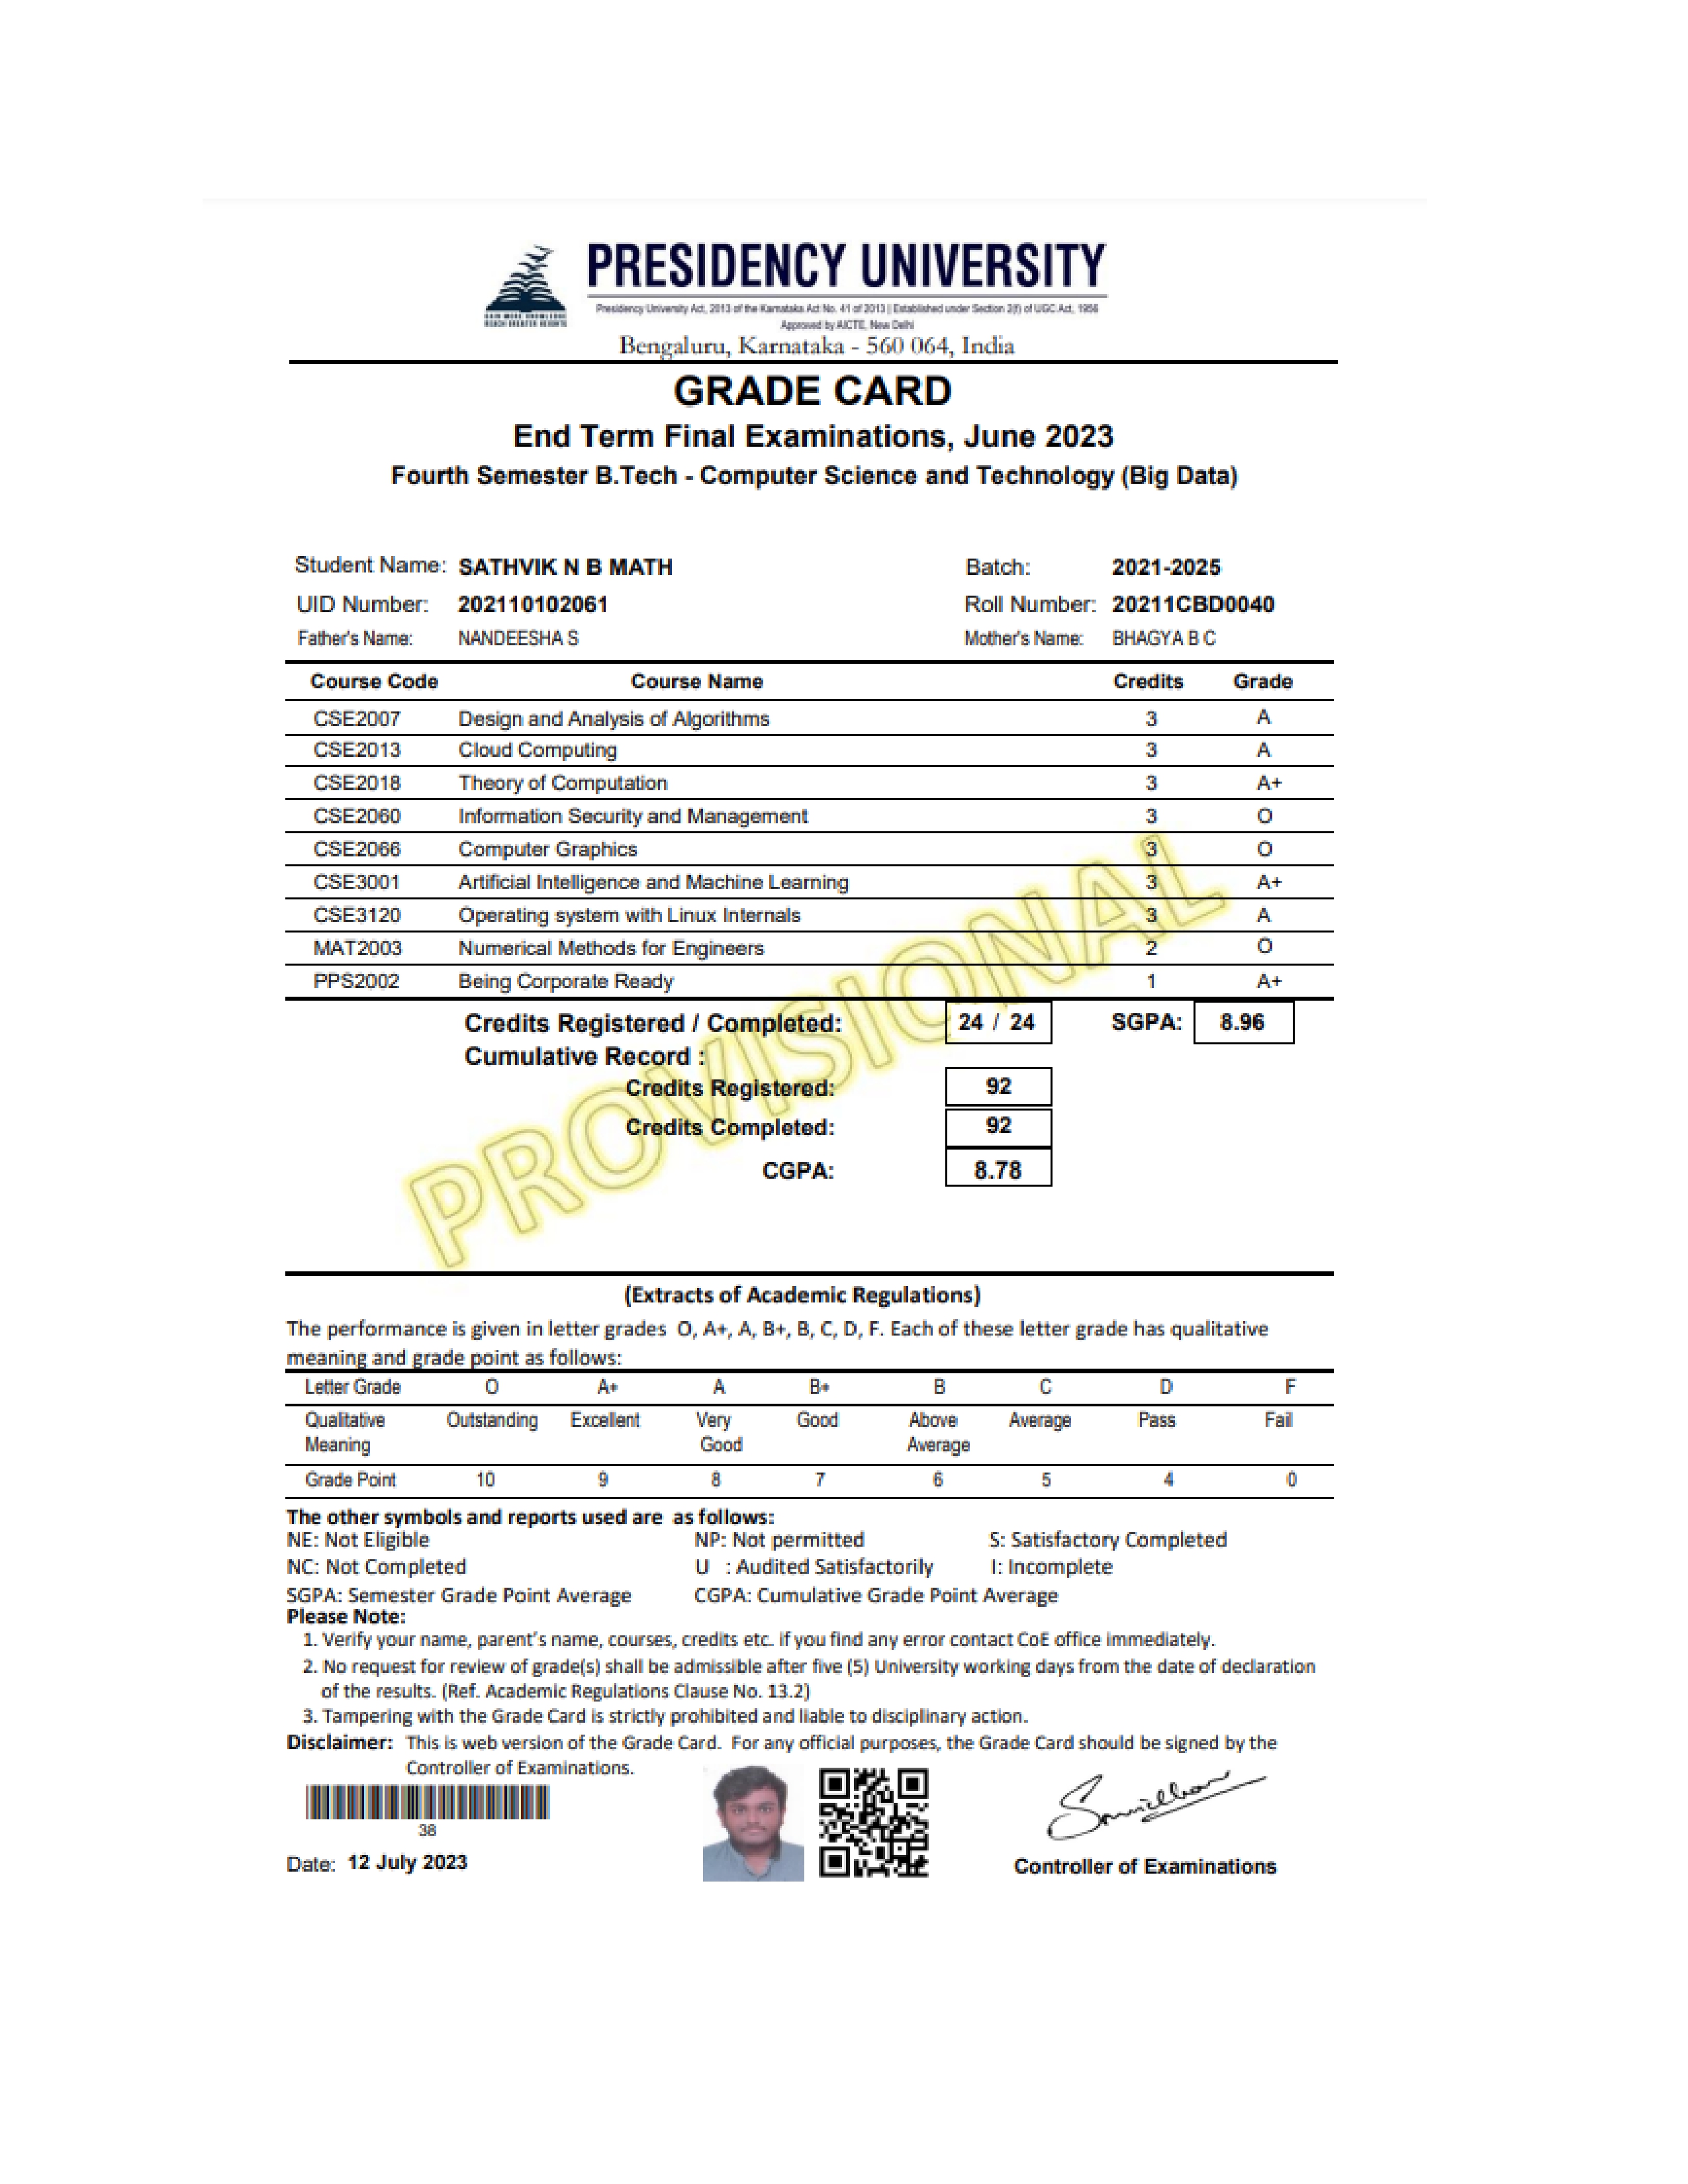 PRESIDENCY UNIVERSITY
Presidency University Act, 2013 of the Karnataka Act No. 41 of 2013 | Established under Section 2(f) of UGC Act, 1956
Approved by AICTE, New Delhi
GAIN MORE KNOWLEDGE
REACH GREATER HEIGHTS
Bengaluru, Karnataka - 560 064, India
GRADE CARD
End Term Final Examinations, June 2023
Fourth Semester B.Tech - Computer Science and Technology (Big Data)
Student Name: SATHVIK N B MATH Batch: 2021-2025
UID Number: 202110102061 Roll Number: 20211CBD0040
Father's Name: NANDEESHA S Mother's Name: BHAGYA B C
Course Code Course Name Credits Grade
CSE2007 Design and Analysis of Algorithms 3 A
CSE2013 Cloud Computing 3 A
CSE2018 Theory of Computation 3 A+
CSE2060 Information Security and Management 3 O
CSE2066 Computer Graphics 3 O
CSE3001 Artificial Intelligence and Machine Learning 3 A+
CSE3120 Operating system with Linux Internals 3 A
MAT2003 Numerical Methods for Engineers 2 O
PPS2002 Being Corporate Ready 1 A+
PROVISIONAL
Credits Registered / Completed: 24 / 24 SGPA: 8.96
Cumulative Record :
Credits Registered: 92
Credits Completed: 92
CGPA: 8.78
(Extracts of Academic Regulations)
The performance is given in letter grades O, A+, A, B+, B, C, D, F. Each of these letter grade has qualitative
meaning and grade point as follows:
Letter Grade O A+ A B+ B C D F
Qualitative Outstanding Excellent Very Good Above Average Pass Fail
Meaning Good Average
Grade Point 10 9 8 7 6 5 4 0
The other symbols and reports used are as follows:
NE: Not Eligible NP: Not permitted S: Satisfactory Completed
NC: Not Completed U : Audited Satisfactorily I: Incomplete
SGPA: Semester Grade Point Average CGPA: Cumulative Grade Point Average
Please Note:
1. Verify your name, parent's name, courses, credits etc. if you find any error contact CoE office immediately.
2. No request for review of grade(s) shall be admissible after five (5) University working days from the date of declaration
of the results. (Ref. Academic Regulations Clause No. 13.2)
3. Tampering with the Grade Card is strictly prohibited and liable to disciplinary action.
Disclaimer: This is web version of the Grade Card. For any official purposes, the Grade Card should be signed by the
Controller of Examinations.
38
Date: 12 July 2023
Controller of Examinations